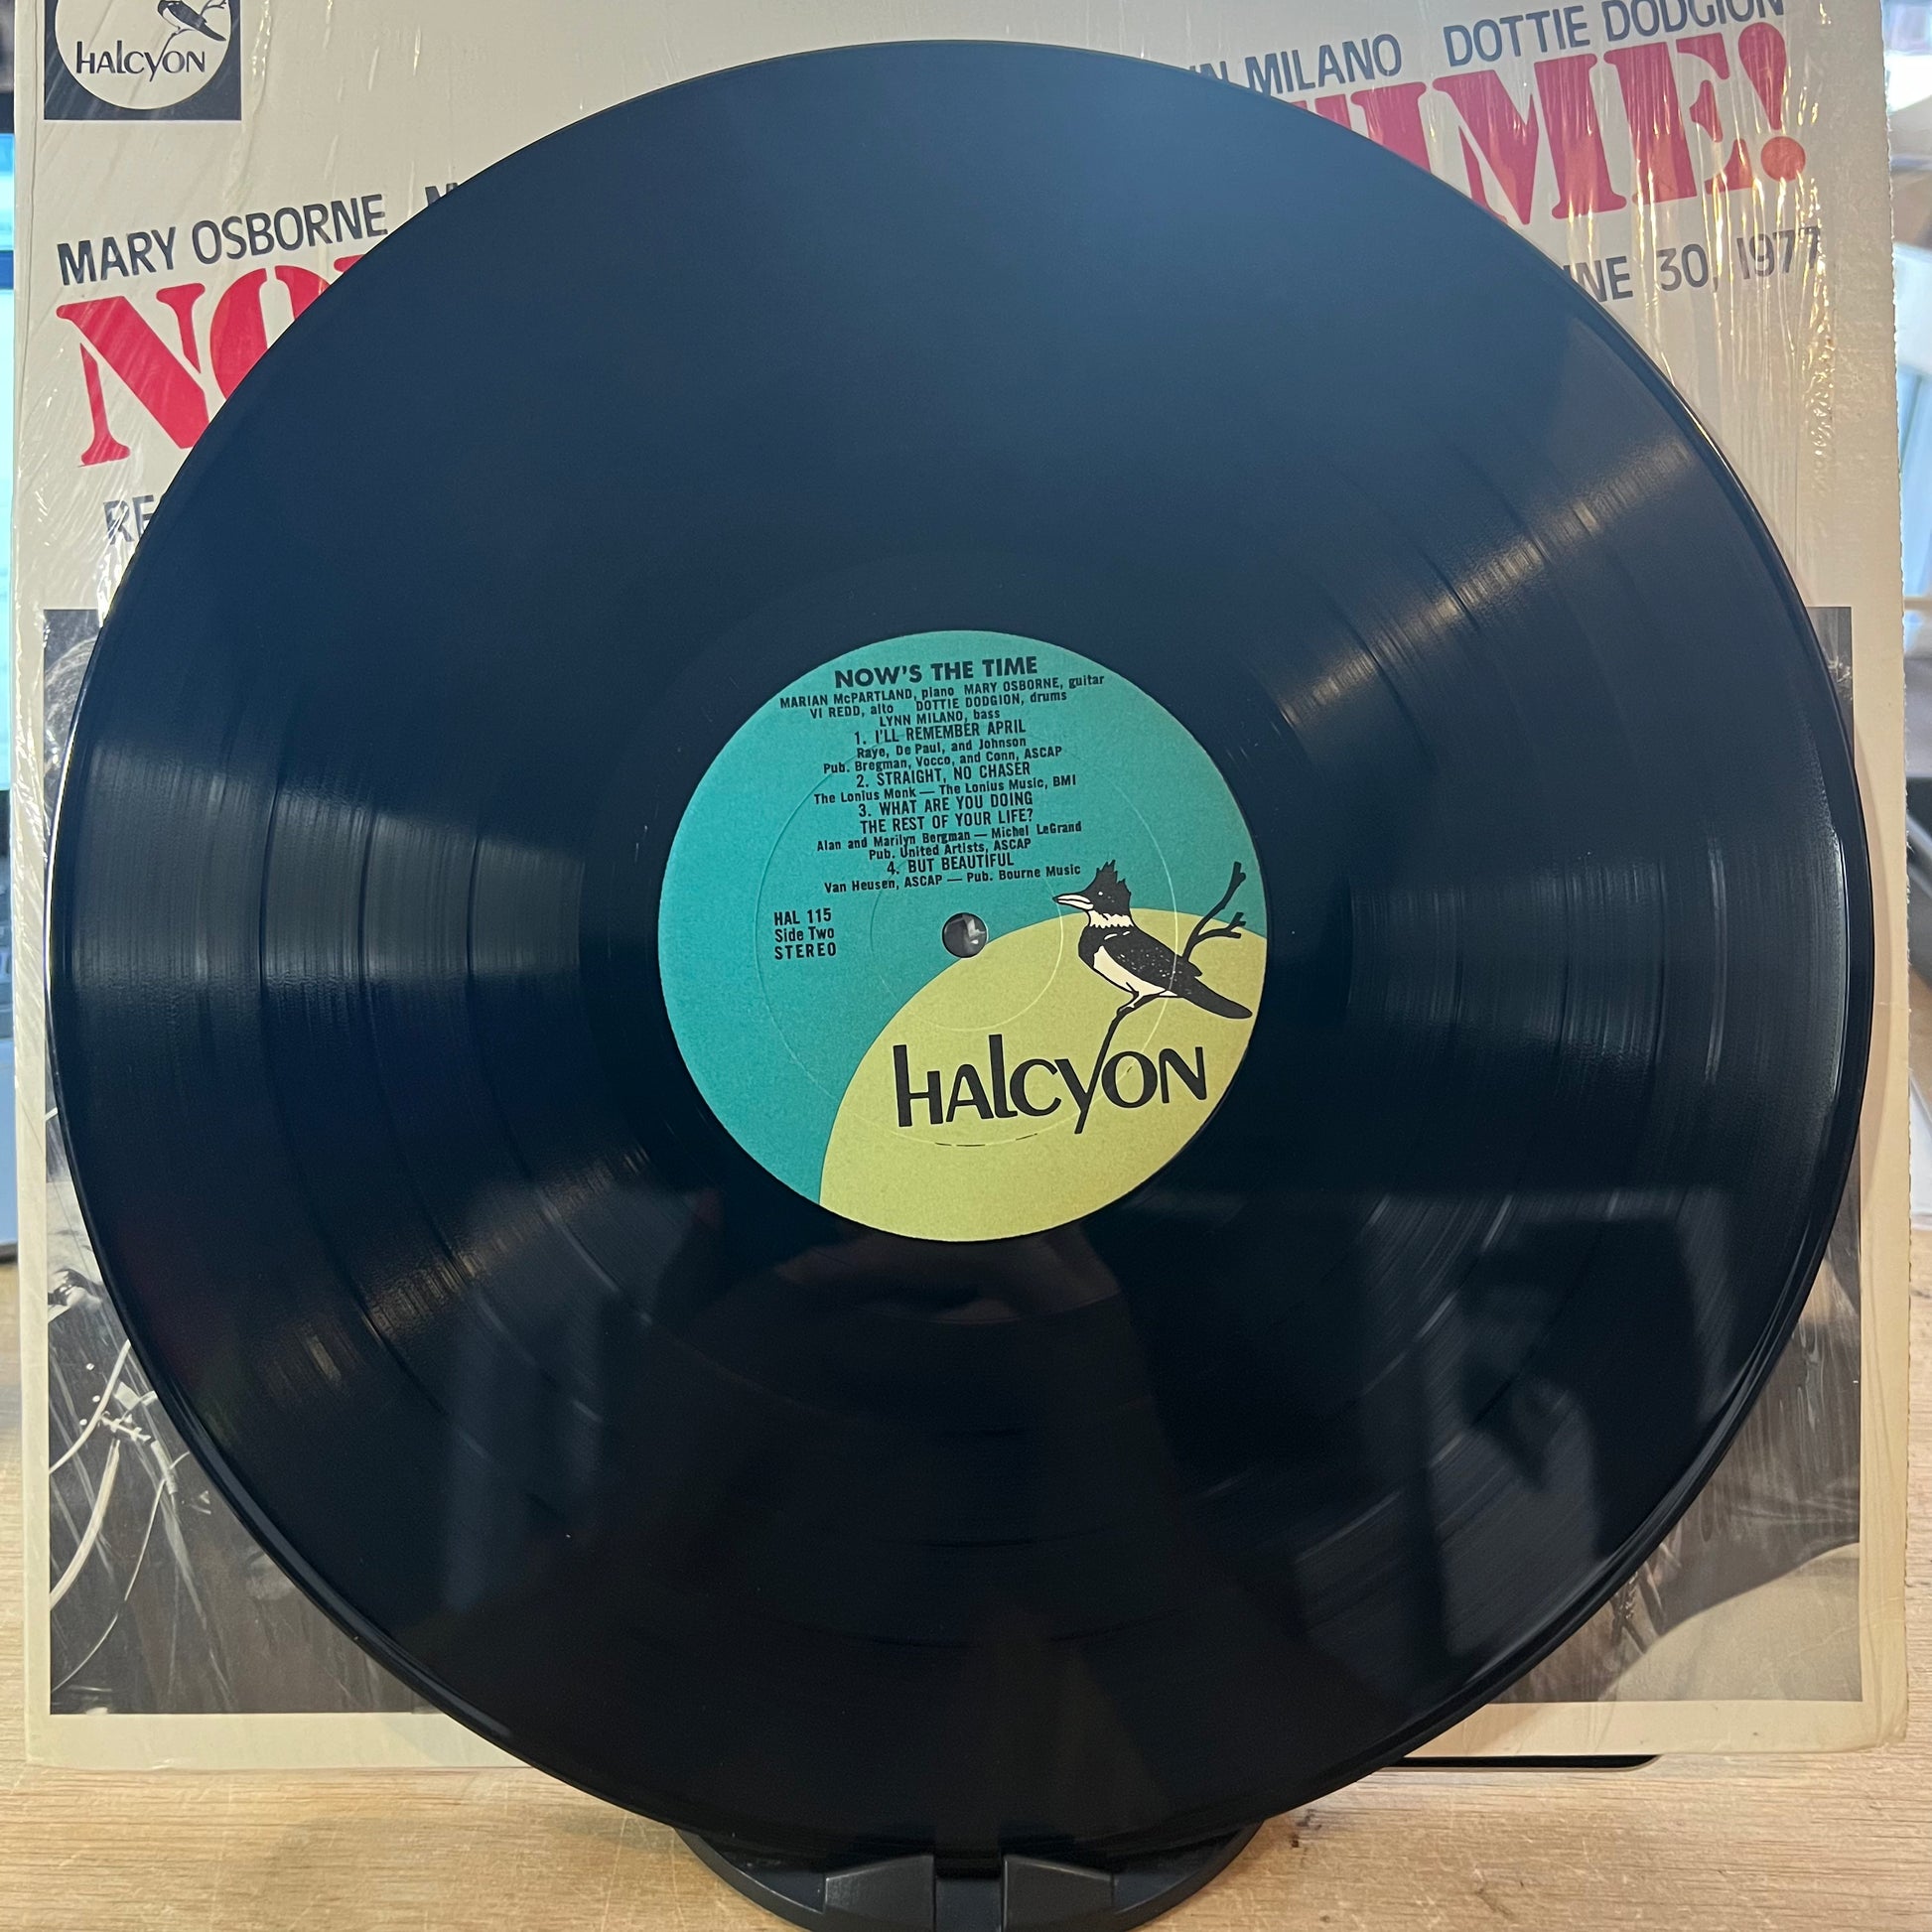 halcyon
MILANO DOTTIE DODGION
TIME!
MARY OSBORNE
NO
30, 1977
NOW'S THE TIME
MARIAN McPARTLAND, piano MARY OSBORNE, guitar
VI REDD, alto DOTTIE DODGION, drums
LYNN MILANO, bass
1. I'LL REMEMBER APRIL
Raye, De Paul, and Johnson
Pub. Bregman, Vocco, and Conn, ASCAP
2. STRAIGHT, NO CHASER
The Lonius Monk — The Lonius Music, BMI
3. WHAT ARE YOU DOING
THE REST OF YOUR LIFE?
Alan and Marilyn Bergman — Michel LeGrand
Pub. United Artists, ASCAP
4. BUT BEAUTIFUL
Van Heusen, ASCAP — Pub. Bourne Music
HAL 115
Side Two
STEREO
halcyon